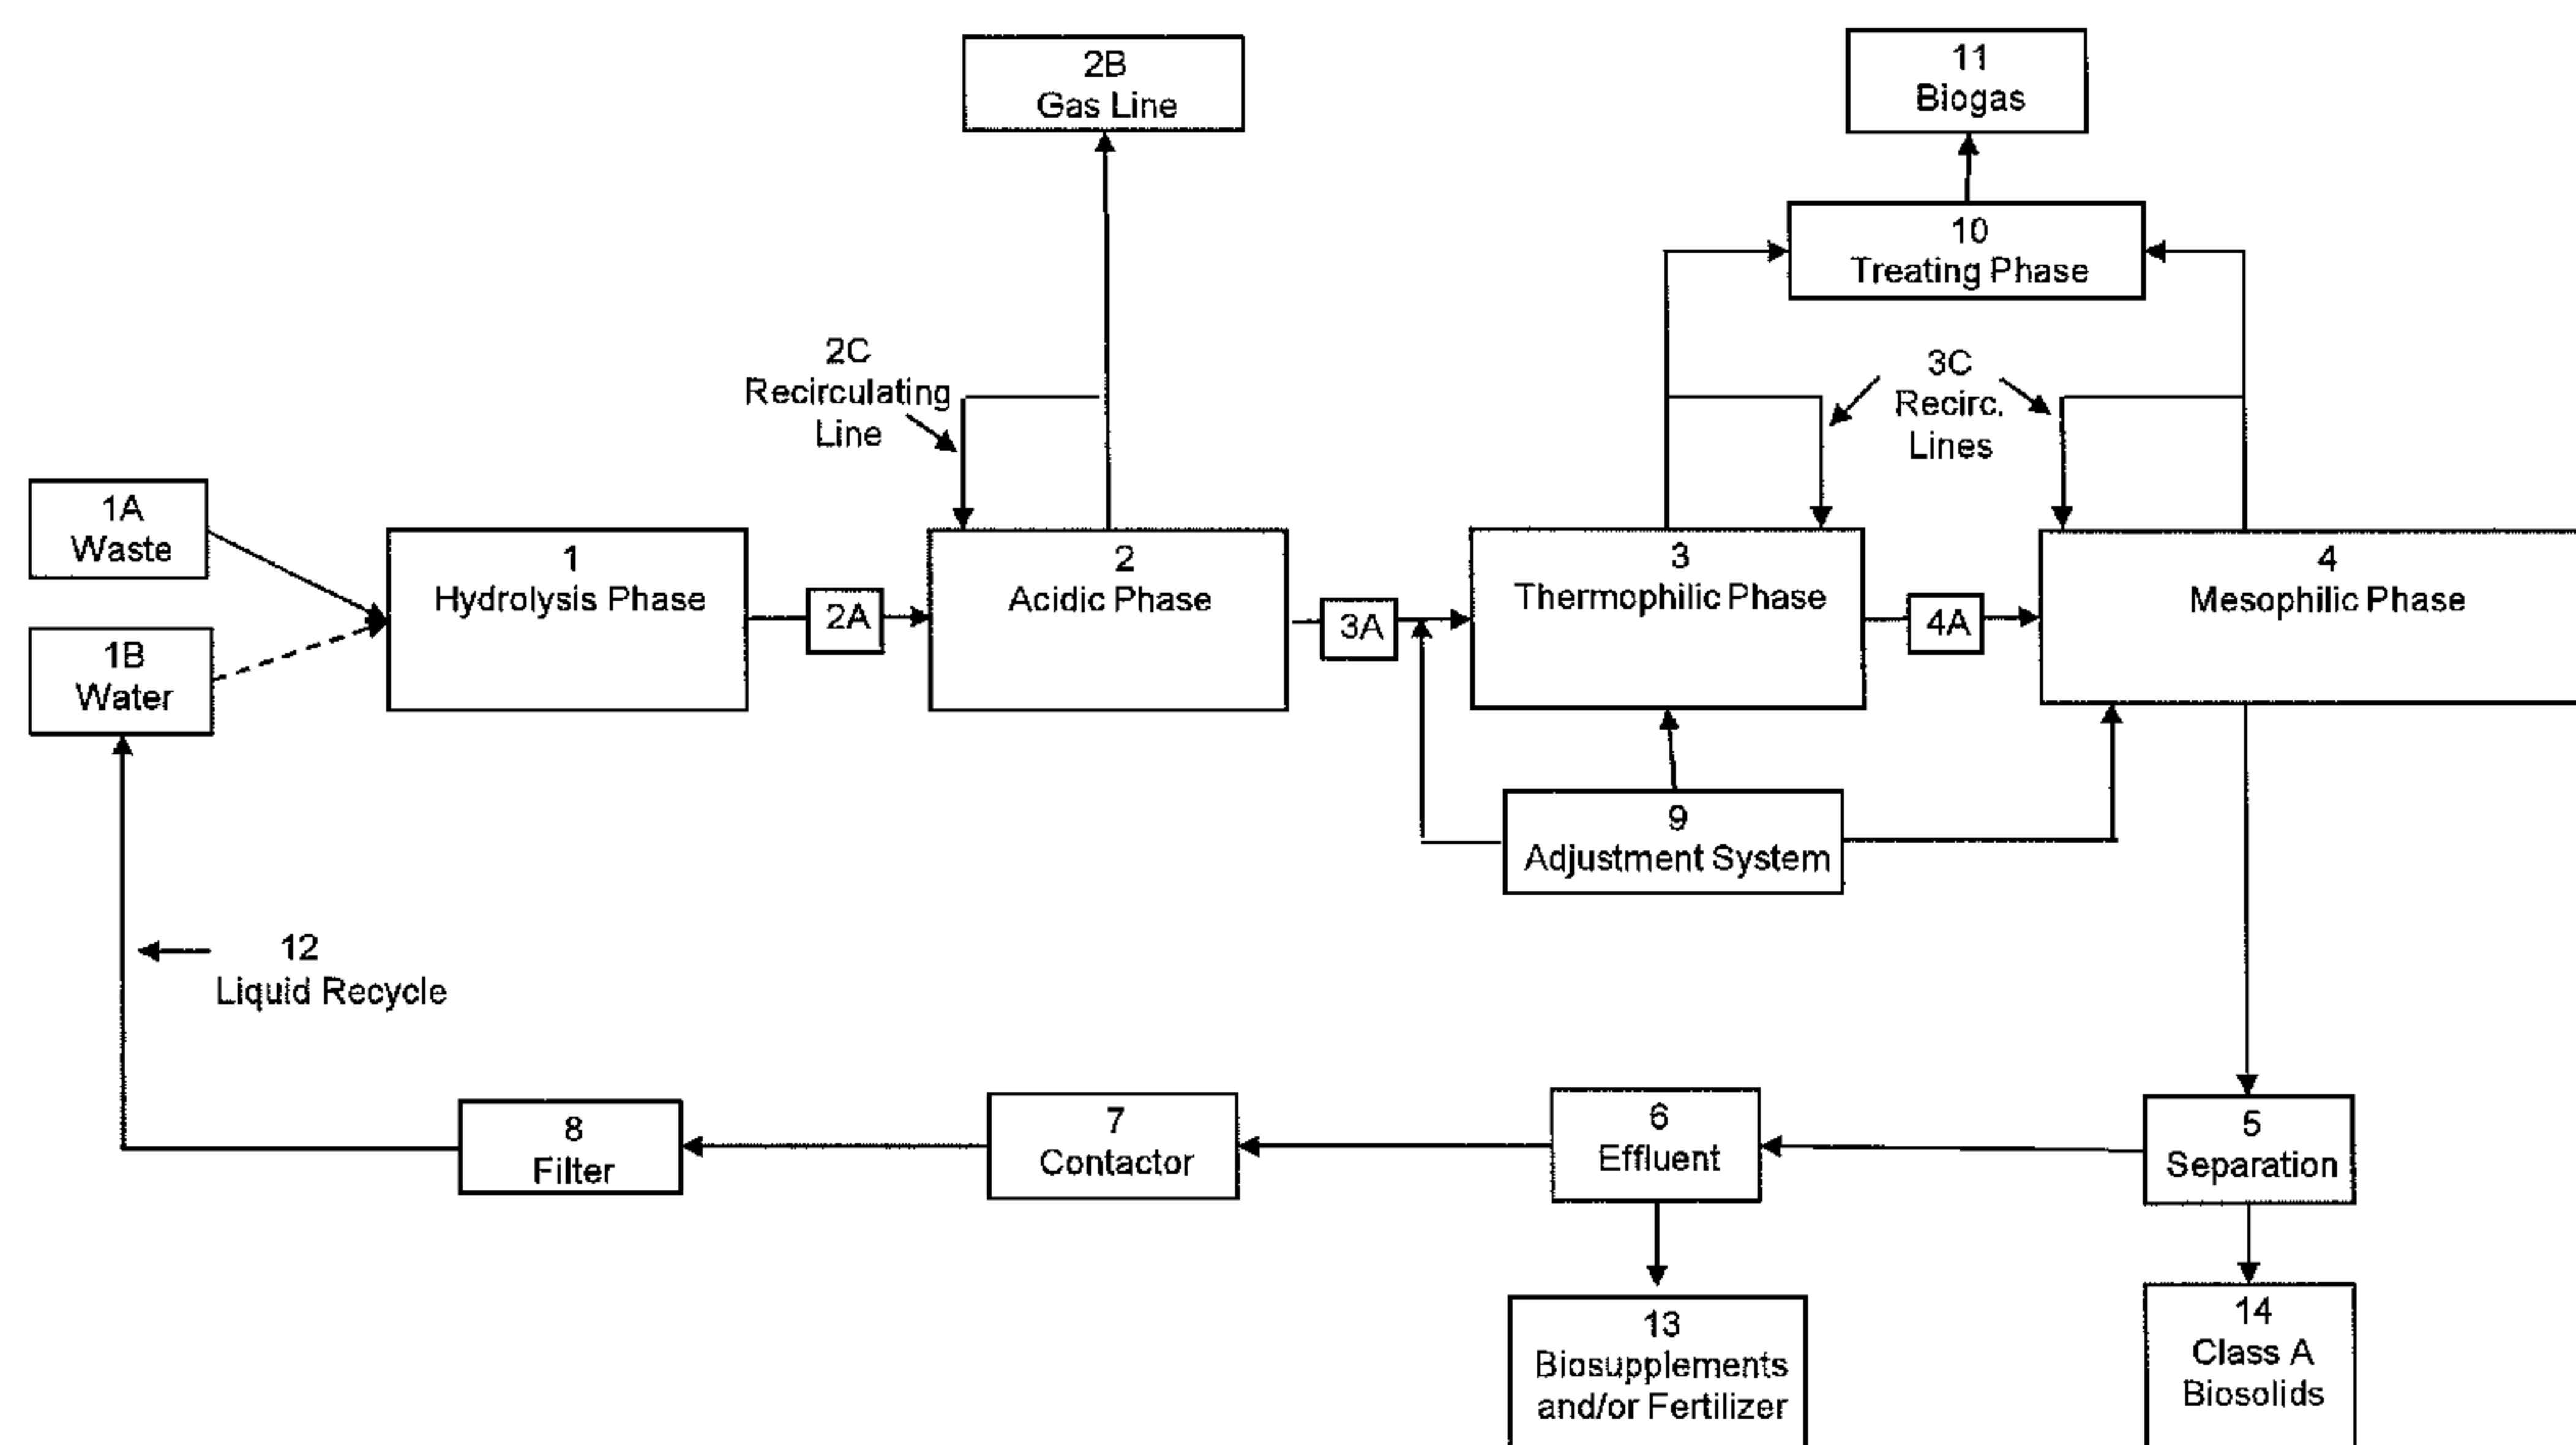 2B
Gas Line
11
Biogas
10
Treating Phase
2C
Recirculating
Line
3C
Recirc.
Lines
1A
Waste
1B
Water
1
Hydrolysis Phase
2A
2
Acidic Phase
3A
3
Thermophilic Phase
4A
4
Mesophilic Phase
9
Adjustment System
12
Liquid Recycle
8
Filter
7
Contactor
6
Effluent
5
Separation
13
Biosupplements
and/or Fertilizer
14
Class A
Biosolids